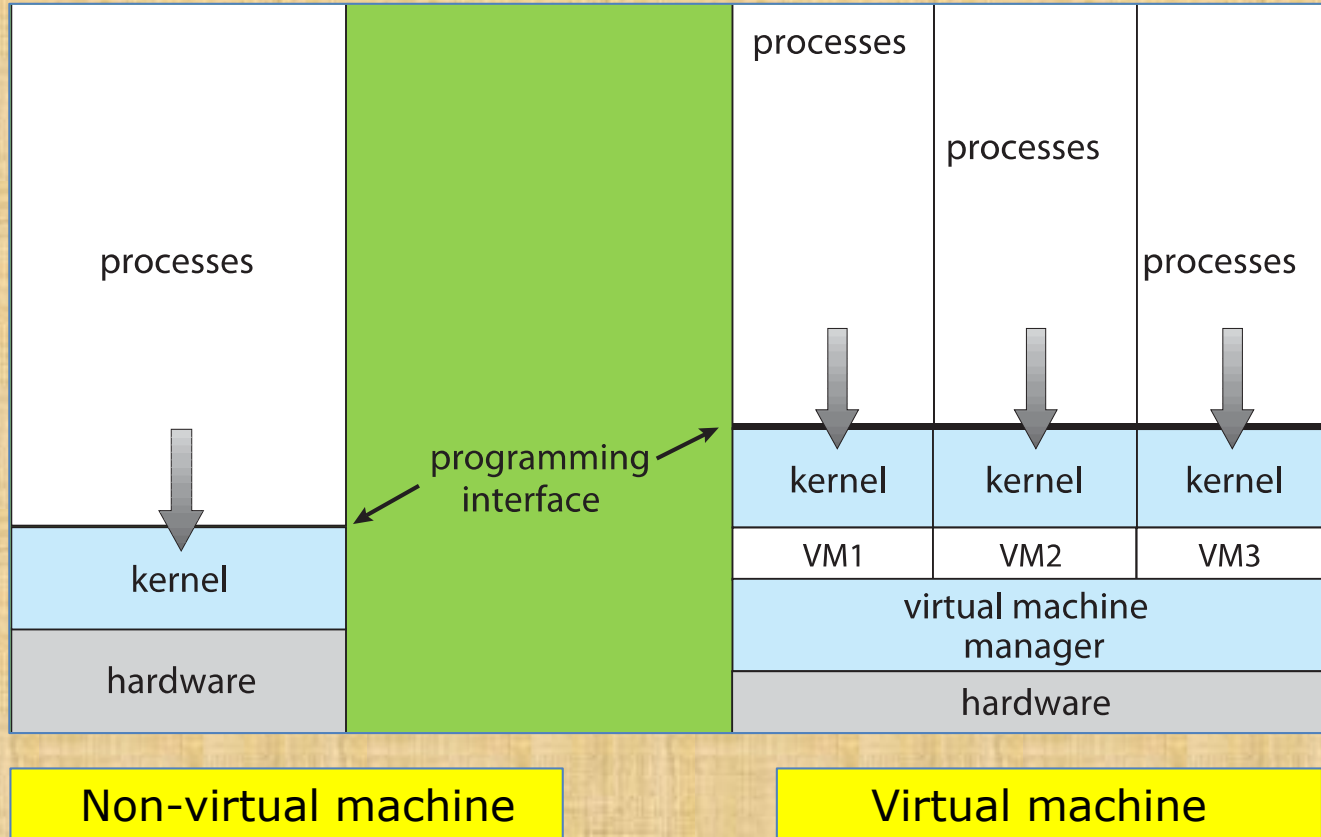 processes
kernel
hardware
programming
interface
processes
processes
processes
kernel
kernel
kernel
VM1
VM2
VM3
virtual machine
manager
hardware
Non-virtual machine
Virtual machine